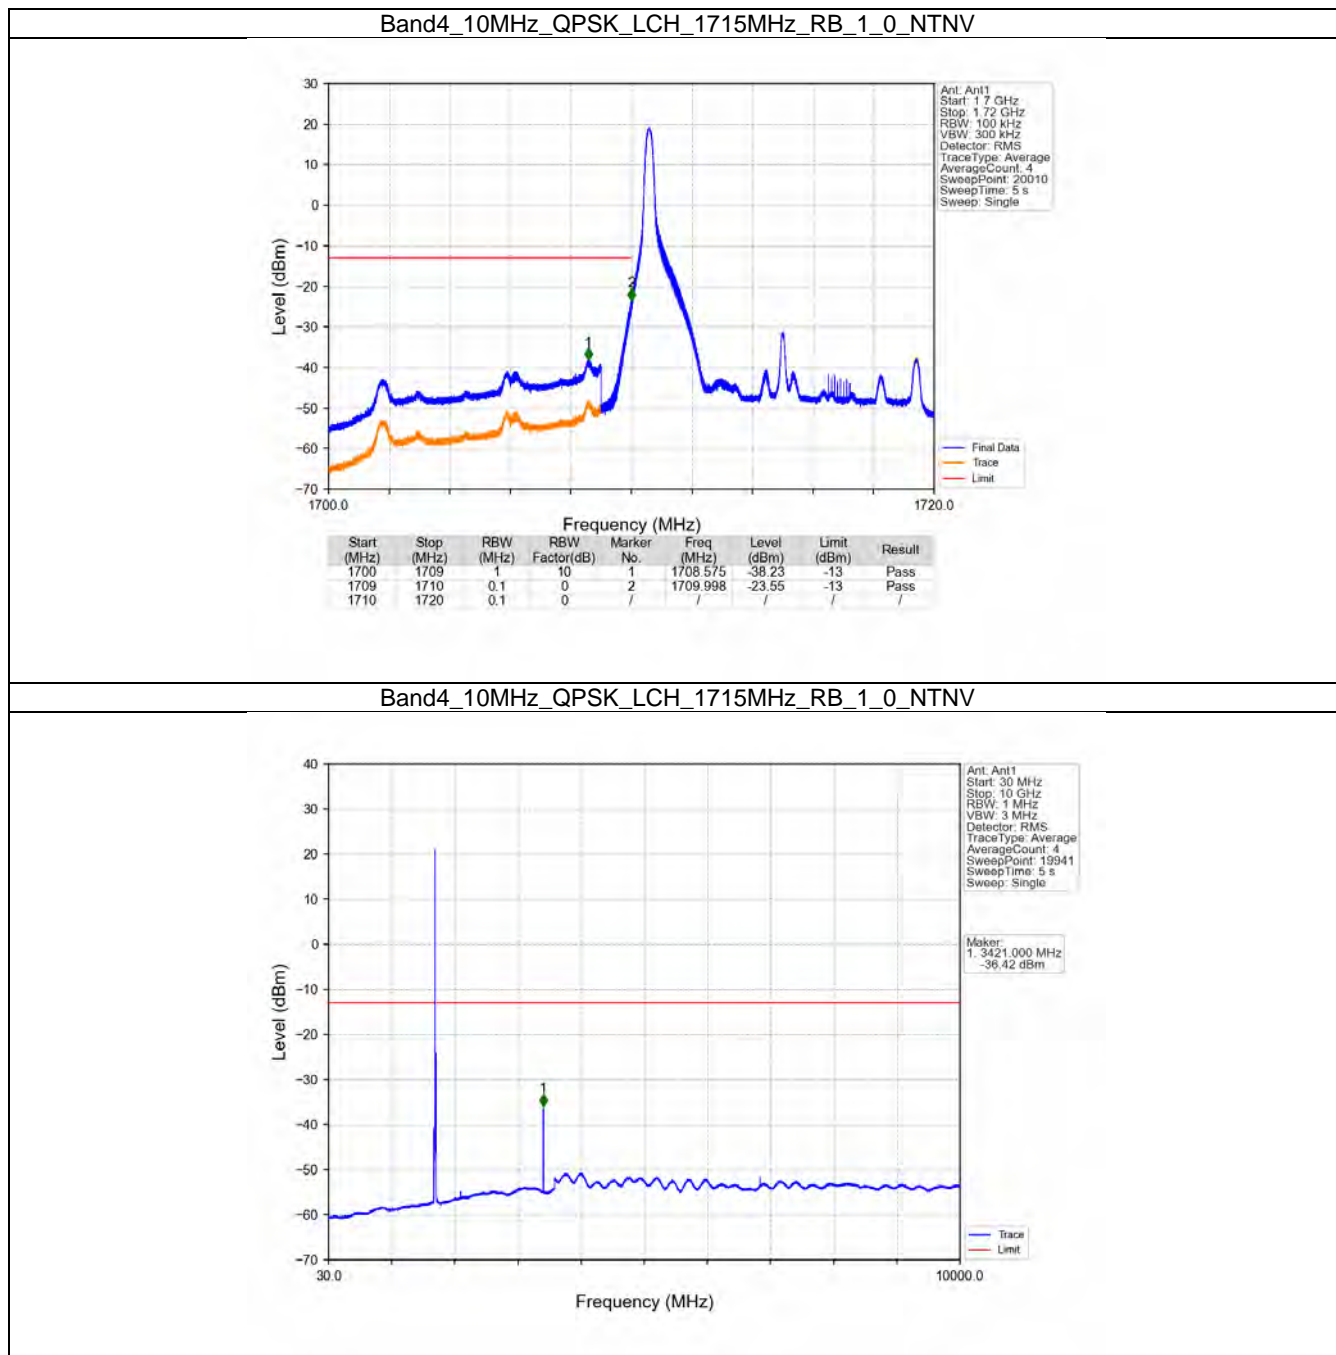 Band4_10MHz_QPSK_LCH_1715MHz_RB_1_0_NTNV
30
20
10
0
−10
−20
−30
−40
−50
−60
−70
Level (dBm)
1
2
Ant: Ant1
Start: 1.7 GHz
Stop: 1.72 GHz
RBW: 100 kHz
VBW: 300 kHz
Detector: RMS
TraceType: Average
AverageCount: 4
SweepPoint: 20010
SweepTime: 5 s
Sweep: Single
Final Data
Trace
Limit
1700.0 1720.0
Frequency (MHz)
Start (MHz) Stop (MHz) RBW (MHz) RBW Factor(dB) Marker No. Freq (MHz) Level (dBm) Limit (dBm) Result
1700 1709 1 10 1 1708.575 -38.23 -13 Pass
1709 1710 0.1 0 2 1709.998 -23.55 -13 Pass
1710 1720 0.1 0 / / / / /
Band4_10MHz_QPSK_LCH_1715MHz_RB_1_0_NTNV
40
30
20
10
0
−10
−20
−30
−40
−50
−60
−70
Level (dBm)
1
Ant: Ant1
Start: 30 MHz
Stop: 10 GHz
RBW: 1 MHz
VBW: 3 MHz
Detector: RMS
TraceType: Average
AverageCount: 4
SweepPoint: 19941
SweepTime: 5 s
Sweep: Single
Maker:
1. 3421.000 MHz
-36.42 dBm
Trace
Limit
30.0 10000.0
Frequency (MHz)